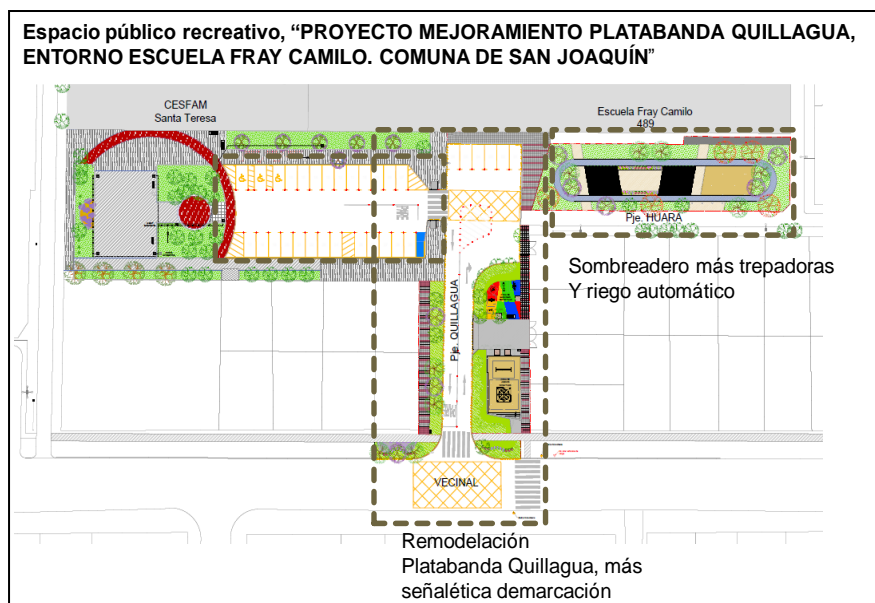 Espacio público recreativo, “PROYECTO MEJORAMIENTO PLATABANDA QUILLAGUA,
ENTORNO ESCUELA FRAY CAMILO. COMUNA DE SAN JOAQUÍN”
CESFAM
Santa Teresa
Escuela Fray Camilo
489
Pje. HUARA
Sombreadero más trepadoras
Y riego automático
Pje. QUILLAGUA
VECINAL
Remodelación
Platabanda Quillagua, más
señalética demarcación